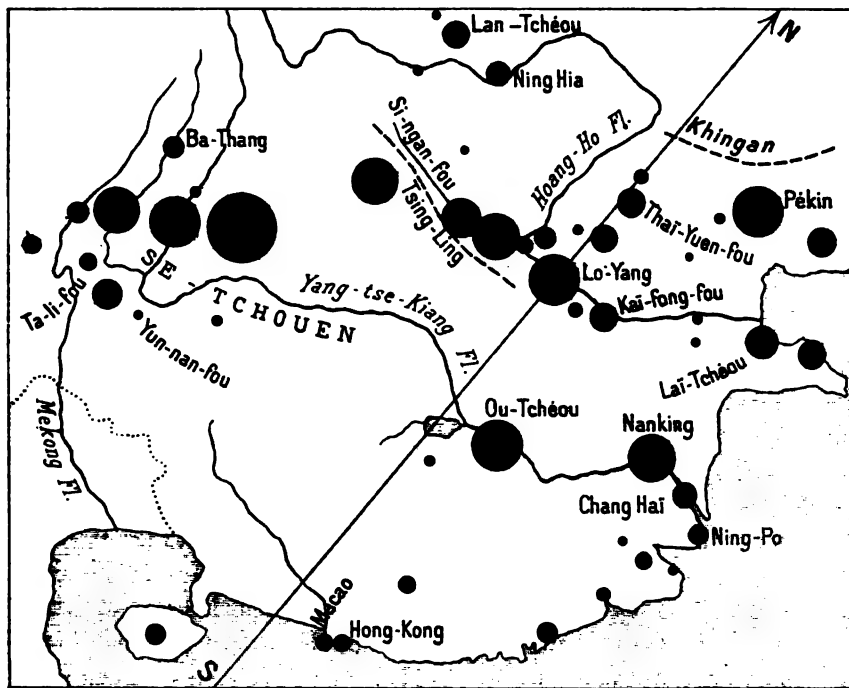 Lan-Tchéou
N
Ning Hia
Si-ngan-fou
Hoang-Ho Fl.
Khingan
Ba-Thang
Tsing-Ling
Thaï-Yuen-fou
Pékin
Lo-Yang
SE-TCHOUEN
Yang-tse-Kiang Fl.
Kaï-fong-fou
Ta-li-fou
Yun-nan-fou
Laï-Tchéou
Mekong Fl.
Ou-Tchéou
Nanking
Chang Haï
Ning-Po
Macao
Hong-Kong
S